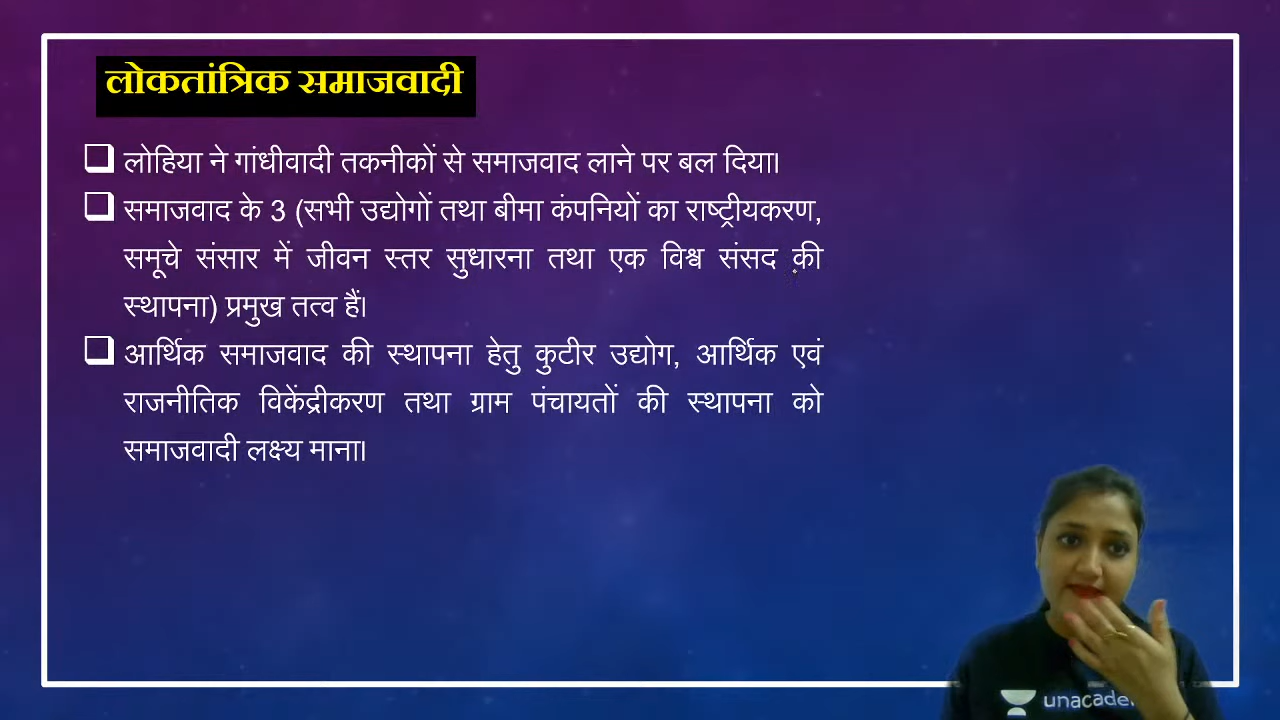 लोकतांत्रिक समाजवादी
लोहिया ने गांधीवादी तकनीकों से समाजवाद लाने पर बल दिया।
समाजवाद के 3 (सभी उद्योगों तथा बीमा कंपनियों का राष्ट्रीयकरण,
समूचे संसार में जीवन स्तर सुधारना तथा एक विश्व संसद की
स्थापना) प्रमुख तत्व हैं।
आर्थिक समाजवाद की स्थापना हेतु कुटीर उद्योग, आर्थिक एवं
राजनीतिक विकेंद्रीकरण तथा ग्राम पंचायतों की स्थापना को
समाजवादी लक्ष्य माना।